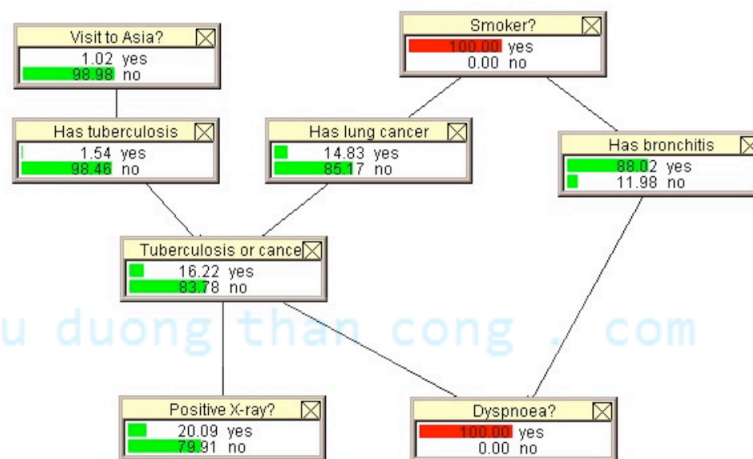 Visit to Asia?
1.02 yes
98.98 no
Smoker?
100.00 yes
0.00 no
Has tuberculosis
1.54 yes
98.46 no
Has lung cancer
14.83 yes
85.17 no
Has bronchitis
88.02 yes
11.98 no
Tuberculosis or cance
16.22 yes
83.78 no
u duong than cong . com
Positive X-ray?
20.09 yes
79.91 no
Dyspnoea?
100.00 yes
0.00 no